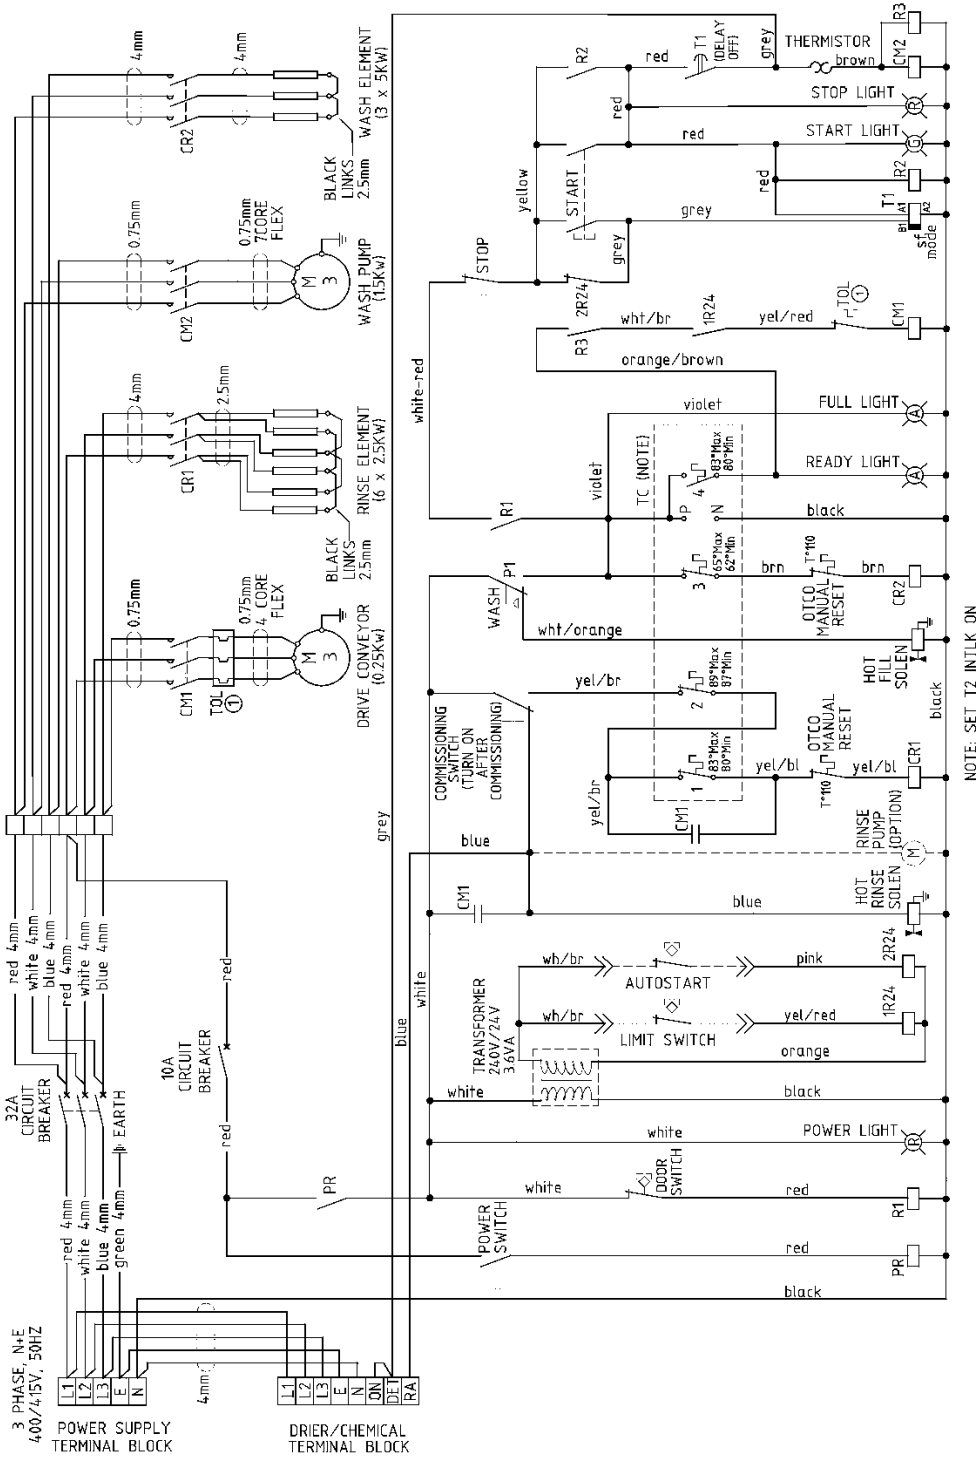 3 PHASE, N+E
400/415V, 50HZ
L1
L2
L3
E
N
POWER SUPPLY
TERMINAL BLOCK
L1
L2
L3
E
N
ON
DET
RA
DRIER/CHEMICAL
TERMINAL BLOCK
4mm
red 4mm
white 4mm
blue 4mm
green 4mm
EARTH
32A
CIRCUIT
BREAKER
red 4mm
white 4mm
blue 4mm
red 4mm
white 4mm
blue 4mm
10A
CIRCUIT
BREAKER
red
red
4mm
4mm
CR2
BLACK
LINKS
2.5mm
WASH ELEMENT
(3 x 5KW)
0.75mm
CM2
0.75mm
7CORE
FLEX
M
3
WASH PUMP
(1.5Kw)
4mm
CR1
2.5mm
BLACK
LINKS
2.5mm
RINSE ELEMENT
(6 x 2.5KW)
0.75mm
CM1
TOL
1
0.75mm
4 CORE
FLEX
M
3
DRIVE CONVEYOR
(0.25Kw)
grey
blue
white
R2
red
T1
(DELAY
OFF)
grey
THERMISTOR
brown
R3
CM2
STOP LIGHT
R
red
START LIGHT
G
red
yellow
START
red
R2
grey
T1
A1
A2
B1
sf
mode
STOP
2R24
grey
R3
wht/br
1R24
yel/red
TOL
1
CM1
orange/brown
white-red
violet
FULL LIGHT
A
TC (NOTE)
83°Max
80°Min
4
READY LIGHT
A
violet
R1
P
N
black
WASH
P1
3
65°Max
62°Min
brn
T°110
OTCO
MANUAL
RESET
brn
CR2
wht/orange
HOT
FILL
SOLEN
black
COMMISSIONING
SWITCH
(TURN ON
AFTER
COMMISSIONING)
yel/br
2
89°Max
87°Min
yel/br
1
83°Max
80°Min
yel/bl
T°110
OTCO
MANUAL
RESET
yel/bl
CR1
CM1
blue
RINSE
PUMP
(OPTION)
M
CM1
blue
HOT
RINSE
SOLEN
wh/br
AUTOSTART
pink
2R24
TRANSFORMER
240V/24V
3.6VA
wh/br
LIMIT SWITCH
yel/red
1R24
orange
white
black
white
POWER LIGHT
R
PR
white
DOOR
SWITCH
red
R1
POWER
SWITCH
red
PR
black
NOTE: SET T2 INTLK ON